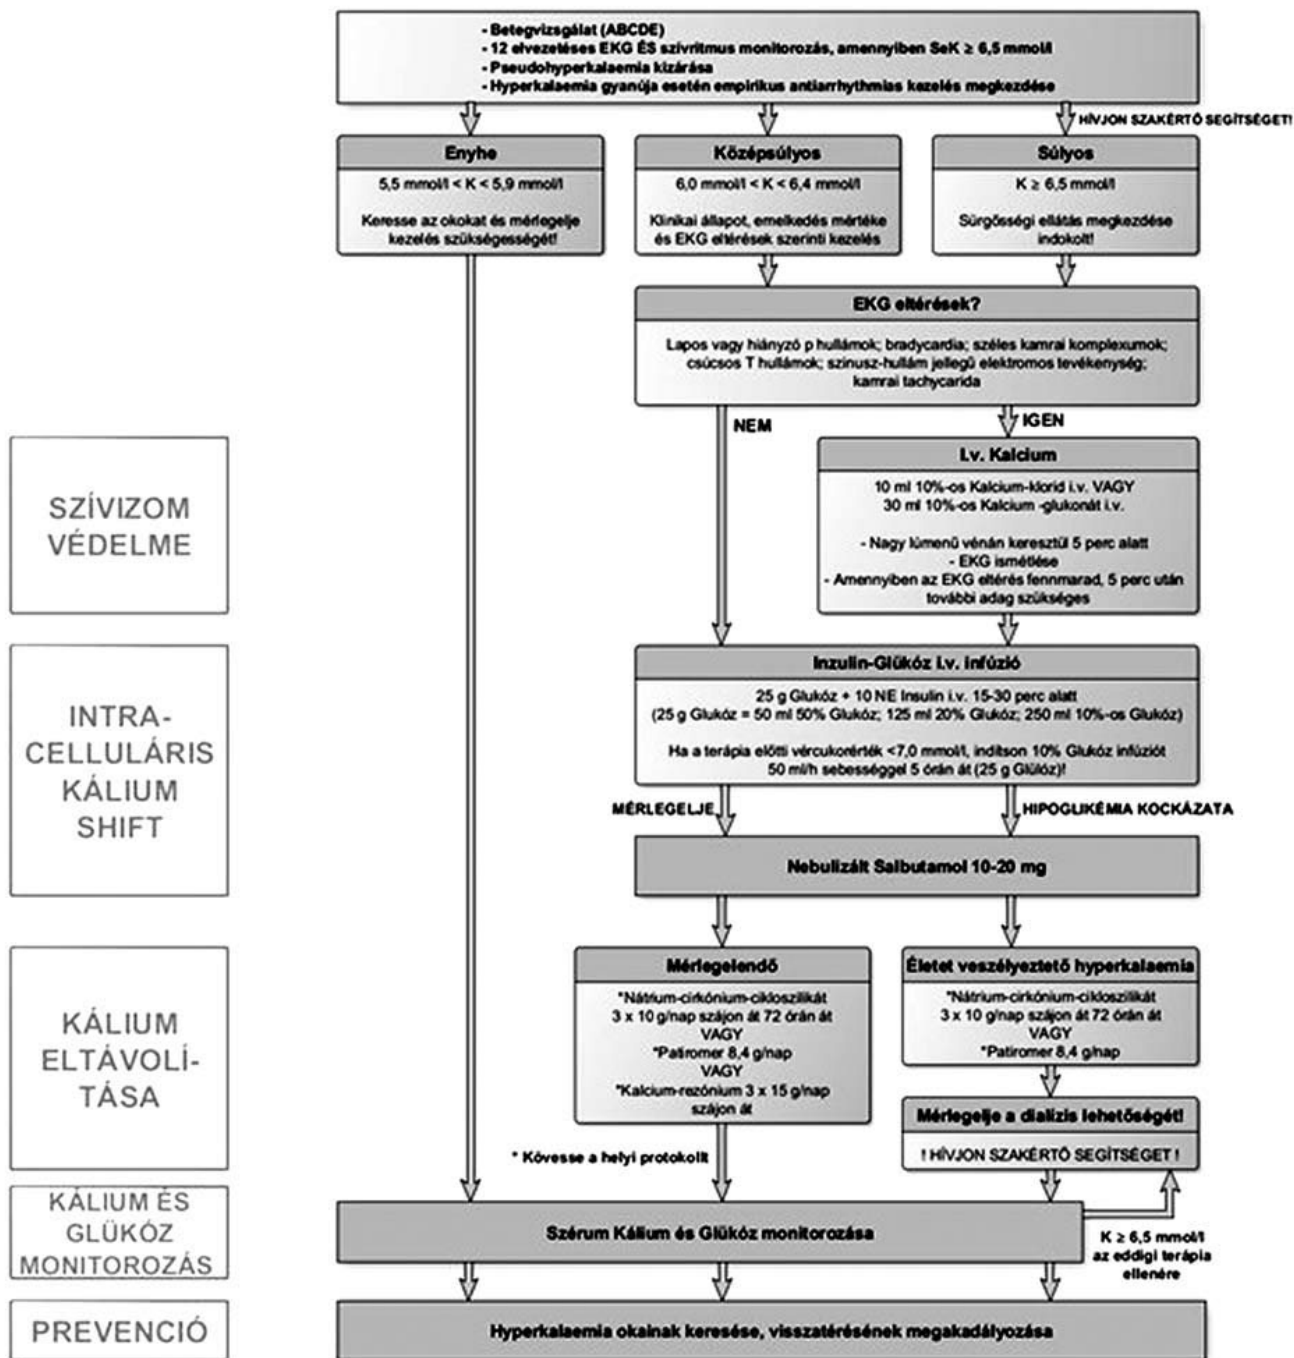 - Betegvizsgálat (ABCDE)
- 12 elvezetéses EKG ÉS szívritmus monitorozás, amennyiben SeK ≥ 6,5 mmol/l
- Pseudohyperkalaemia kizárása
- Hyperkalaemia gyanúja esetén empirikus antiarrhythmias kezelés megkezdése
HÍVJON SZAKÉRTŐ SEGÍTSÉGET!
Enyhe
5,5 mmol/l < K < 5,9 mmol/l
Keresse az okokat és mérlegelje
kezelés szükségességét!
Középsúlyos
6,0 mmol/l < K < 6,4 mmol/l
Klinikai állapot, emelkedés mértéke
és EKG eltérések szerinti kezelés
Súlyos
K ≥ 6,5 mmol/l
Sürgősségi ellátás megkezdése
indokolt!
EKG eltérések?
Lapos vagy hiányzó p hullámok; bradycardia; széles kamrai komplexumok;
csúcsos T hullámok; szinusz-hullám jellegű elektromos tevékenység;
kamrai tachycarida
NEM
IGEN
SZÍVIZOM
VÉDELME
I.v. Kalcium
10 ml 10%-os Kalcium-klorid i.v. VAGY
30 ml 10%-os Kalcium -glukonát i.v.
- Nagy lúmenű vénán keresztül 5 perc alatt
- EKG ismétlése
- Amennyiben az EKG eltérés fennmarad, 5 perc után
további adag szükséges
INTRA-
CELLULÁRIS
KÁLIUM
SHIFT
Inzulin-Glükóz i.v. infúzió
25 g Glukóz + 10 NE Insulin i.v. 15-30 perc alatt
(25 g Glukóz = 50 ml 50% Glukóz; 125 ml 20% Glukóz; 250 ml 10%-os Glukóz)
Ha a terápia előtti vércukorérték <7,0 mmol/l, indítson 10% Glukóz infúziót
50 ml/h sebességgel 5 órán át (25 g Glülóz)!
MÉRLEGELJE
HIPOGLIKÉMIA KOCKÁZATA
Nebulizált Salbutamol 10-20 mg
KÁLIUM
ELTÁVOLÍ-
TÁSA
Mérlegelendő
*Nátrium-cirkónium-cikloszilikát
3 x 10 g/nap szájon át 72 órán át
VAGY
*Patiromer 8,4 g/nap
VAGY
*Kalcium-rezónium 3 x 15 g/nap
szájon át
Életet veszélyeztető hyperkalaemia
*Nátrium-cirkónium-cikloszilikát
3 x 10 g/nap szájon át 72 órán át
VAGY
*Patiromer 8,4 g/nap
Mérlegelje a dialízis lehetőségét!
! HÍVJON SZAKÉRTŐ SEGÍTSÉGET !
* Kövesse a helyi protokollt
KÁLIUM ÉS
GLÜKÓZ
MONITOROZÁS
Szérum Kálium és Glükóz monitorozása
K ≥ 6,5 mmol/l
az eddigi terápia
ellenére
PREVENCIÓ
Hyperkalaemia okainak keresése, visszatérésének megakadályozása